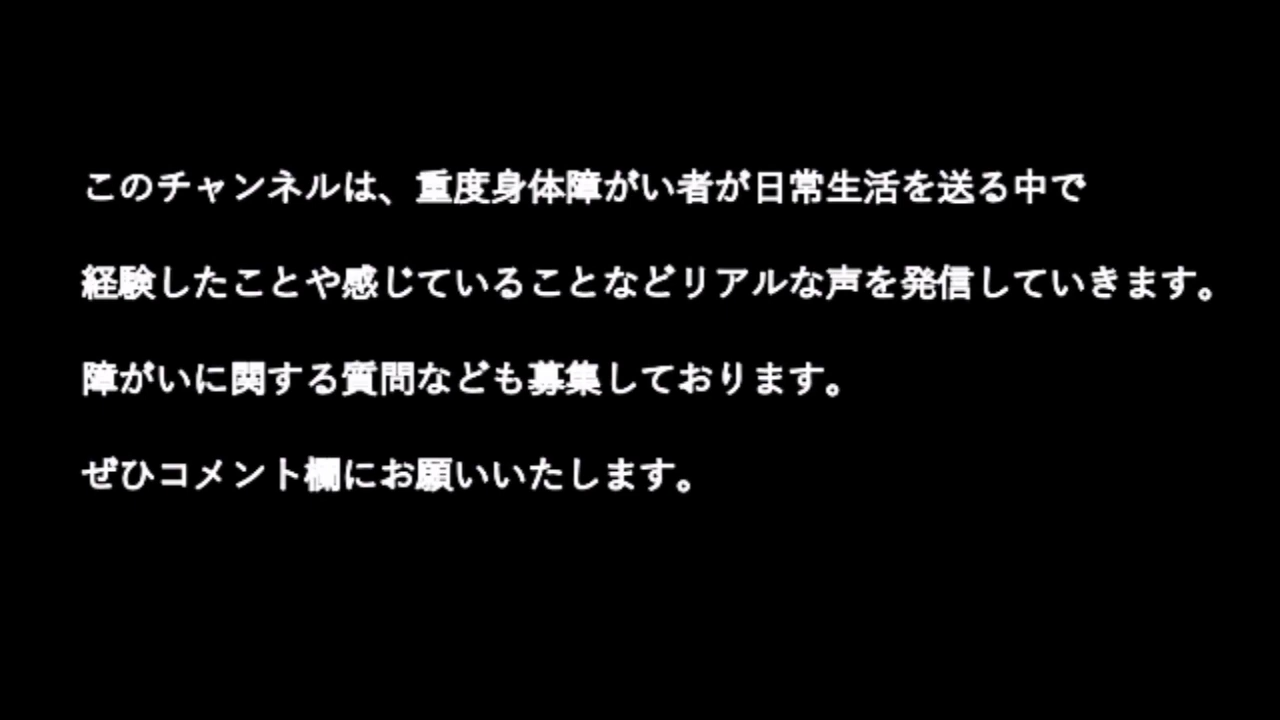 このチャンネルは、重度身体障がい者が日常生活を送る中で
経験したことや感じていることなどリアルな声を発信していきます。
障がいに関する質問なども募集しております。
ぜひコメント欄にお願いいたします。